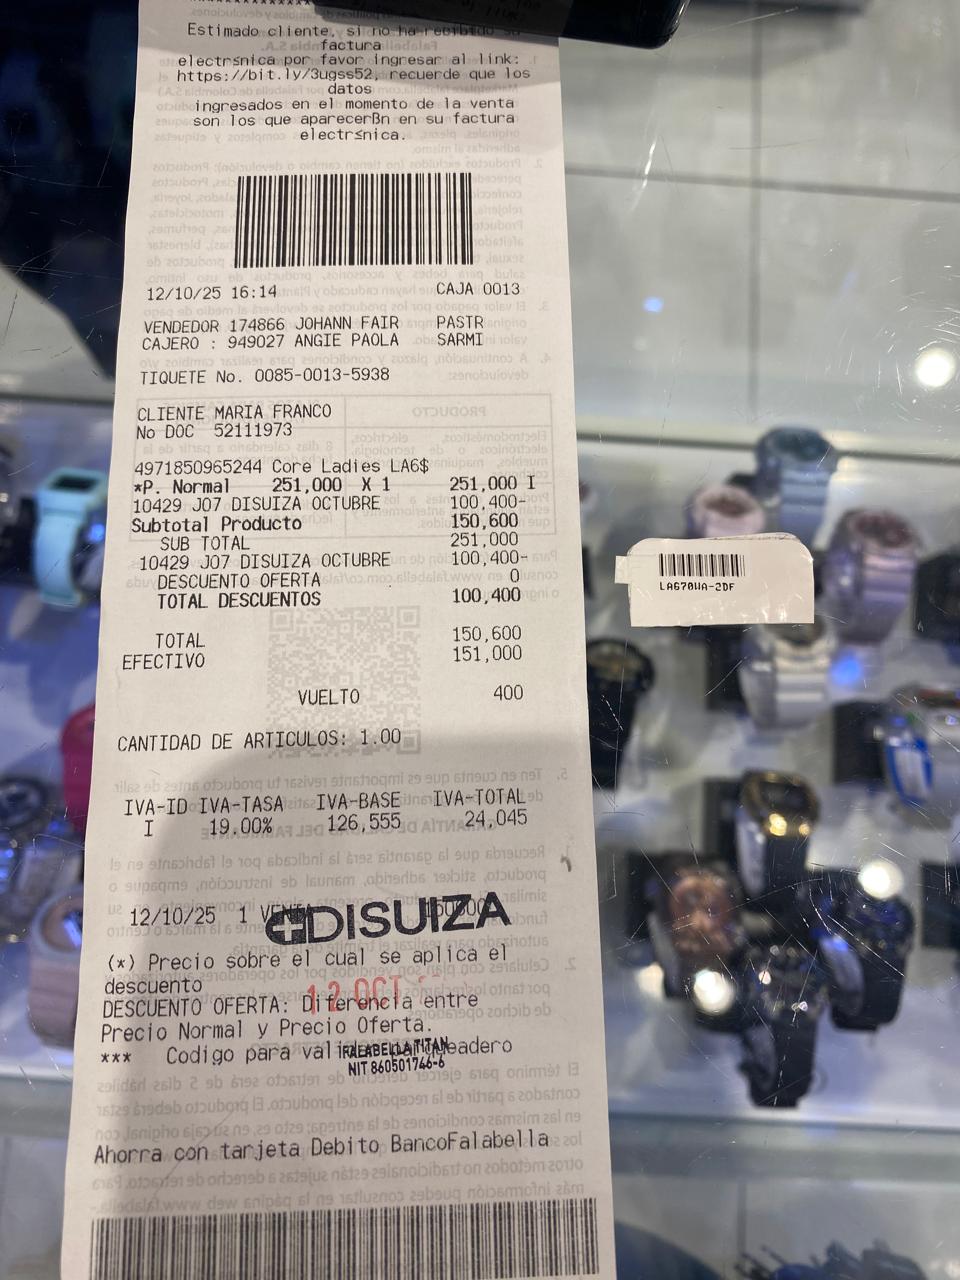 Estimado cliente, si no ha recibido su
factura
electr≤nica por favor ingresar al link:
https://bit.ly/3ugss52, recuerde que los
datos
ingresados en el momento de la venta
son los que aparecerßn en su factura
electr≤nica.
12/10/25 16:14 CAJA 0013
VENDEDOR 174866 JOHANN FAIR PASTR
CAJERO : 949027 ANGIE PAOLA SARMI
TIQUETE No. 0085-0013-5938
CLIENTE MARIA FRANCO
No DOC 52111973
4971850965244 Core Ladies LA6$
*P. Normal 251,000 X 1 251,000 I
10429 J07 DISUIZA OCTUBRE 100,400-
Subtotal Producto 150,600
SUB TOTAL 251,000
10429 J07 DISUIZA OCTUBRE 100,400-
DESCUENTO OFERTA 0
TOTAL DESCUENTOS 100,400
TOTAL 150,600
EFECTIVO 151,000
VUELTO 400
CANTIDAD DE ARTICULOS: 1.00
IVA-ID IVA-TASA IVA-BASE IVA-TOTAL
I 19.00% 126,555 24,045
12/10/25 1
DISUIZA
(*) Precio sobre el cual se aplica el
descuento
12 OCT
DESCUENTO OFERTA: Diferencia entre
Precio Normal y Precio Oferta.
*** Codigo para
FALABELLA TITAN
NIT 860501746-6
Ahorra con tarjeta Debito BancoFalabella
LA670WA-2DF